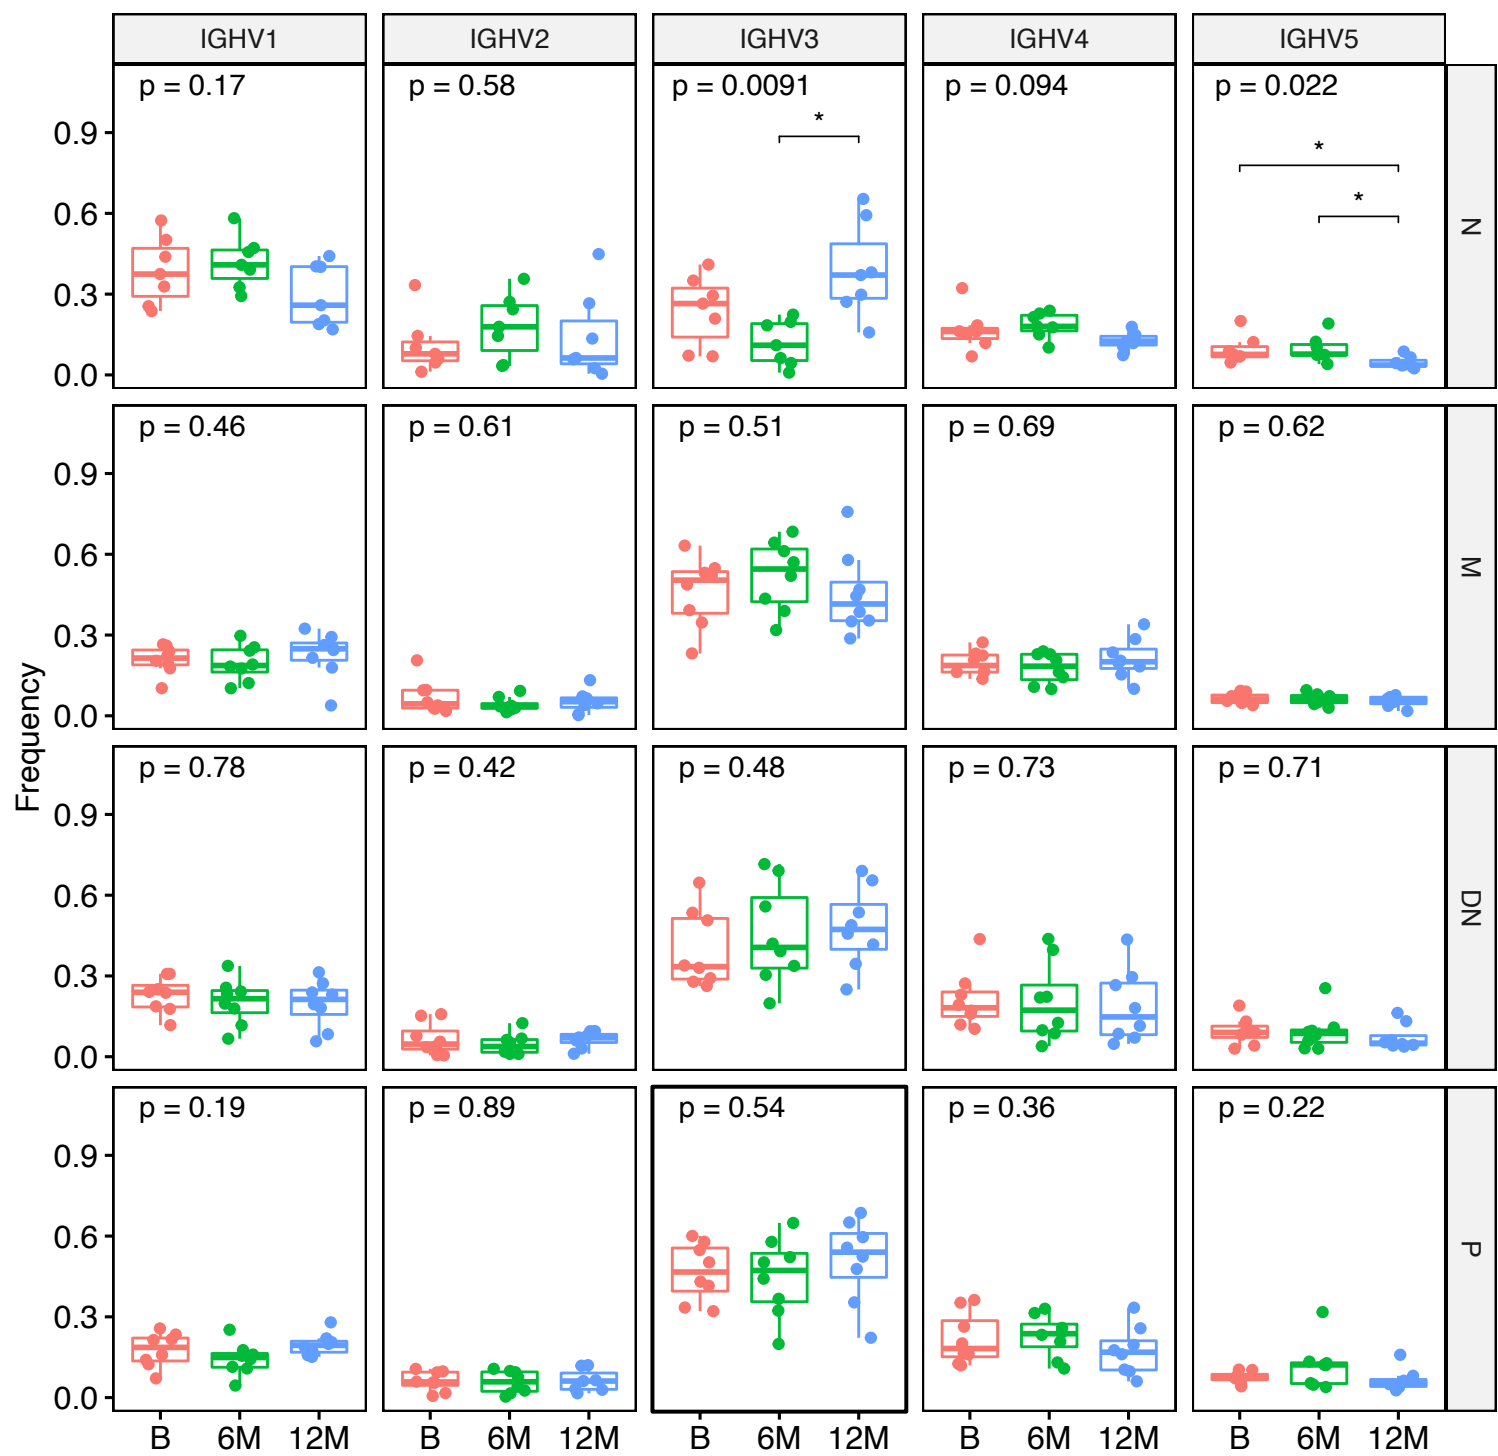 IGHV1 IGHV2 IGHV3 IGHV4 IGHV5
p = 0.17 p = 0.58 p = 0.0091 p = 0.094 p = 0.022
* * *
0.9
0.6
0.3
0.0
N
p = 0.46 p = 0.61 p = 0.51 p = 0.69 p = 0.62
0.9
0.6
0.3
0.0
M
Frequency
p = 0.78 p = 0.42 p = 0.48 p = 0.73 p = 0.71
0.9
0.6
0.3
0.0
DN
p = 0.19 p = 0.89 p = 0.54 p = 0.36 p = 0.22
0.9
0.6
0.3
0.0
P
B 6M 12M B 6M 12M B 6M 12M B 6M 12M B 6M 12M